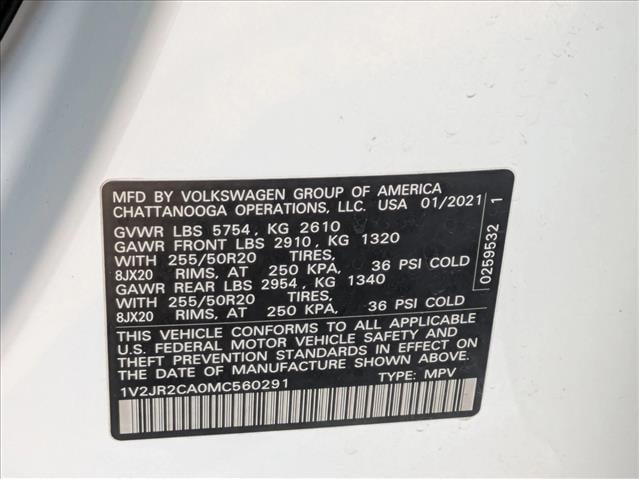 MFD BY VOLKSWAGEN GROUP OF AMERICA
CHATTANOOGA OPERATIONS, LLC. USA 01/2021
GVWR LBS 5754, KG 2610
GAWR FRONT LBS 2910, KG 1320
WITH 255/50R20 TIRES,
8JX20 RIMS, AT 250 KPA, 36 PSI COLD
GAWR REAR LBS 2954, KG 1340
WITH 255/50R20 TIRES,
8JX20 RIMS, AT 250 KPA, 36 PSI COLD
THIS VEHICLE CONFORMS TO ALL APPLICABLE
U.S. FEDERAL MOTOR VEHICLE SAFETY AND
THEFT PREVENTION STANDARDS IN EFFECT ON
THE DATE OF MANUFACTURE SHOWN ABOVE.
1V2JR2CA0MC560291 TYPE: MPV
0259532 1